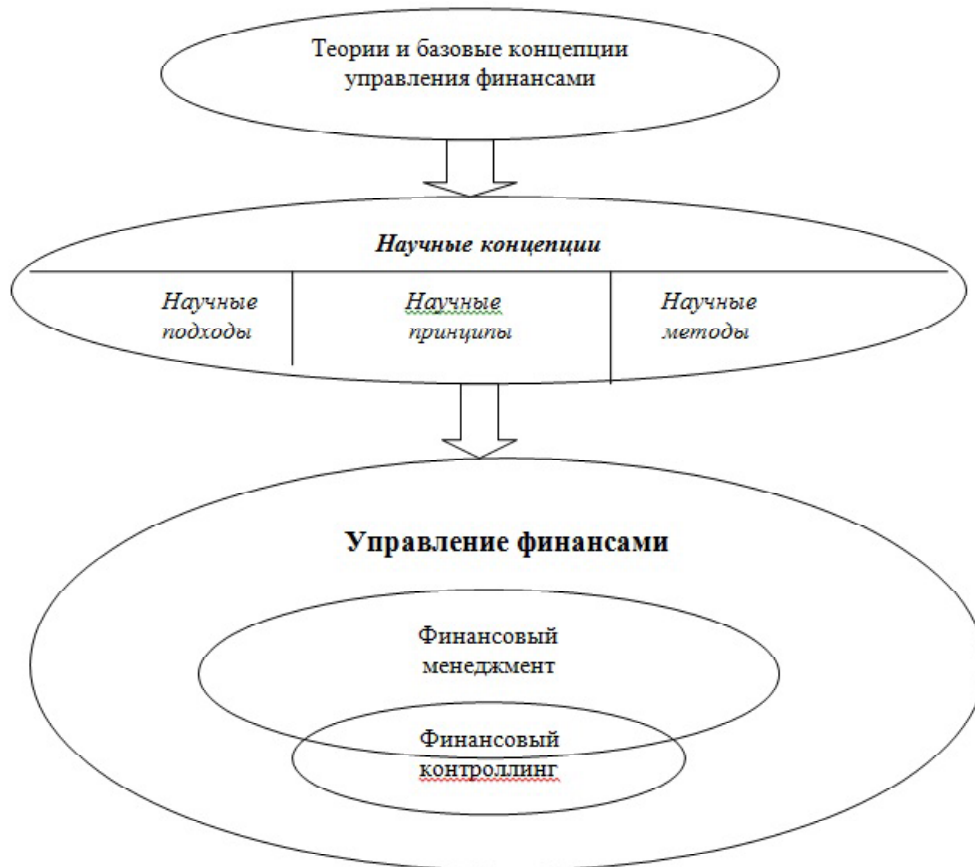 Теории и базовые концепции
управления финансами
Научные концепции
Научные
подходы
Научные
принципы
Научные
методы
Управление финансами
Финансовый
менеджмент
Финансовый
контроллинг